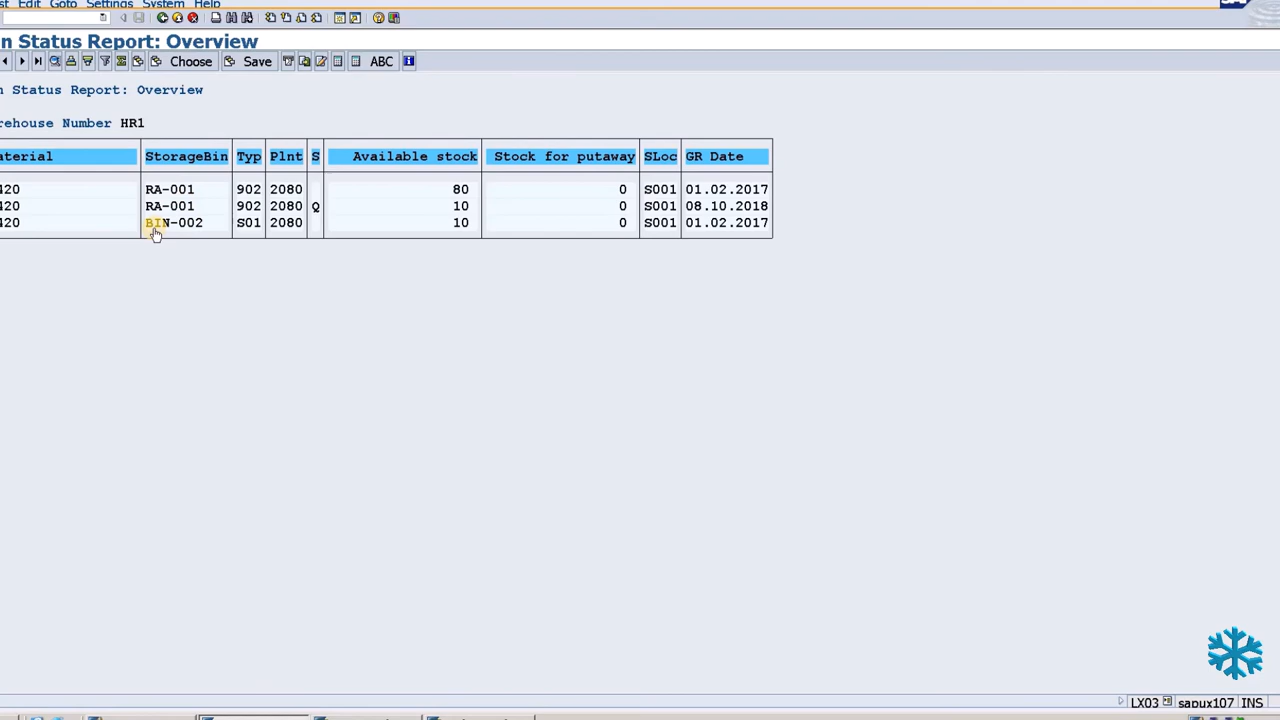 st Edit Goto Settings System Help
n Status Report: Overview
Choose Save ABC
n Status Report: Overview
rehouse Number HR1
aterial StorageBin Typ Plnt S Available stock Stock for putaway SLoc GR Date
420 RA-001 902 2080 80 0 S001 01.02.2017
420 RA-001 902 2080 Q 10 0 S001 08.10.2018
420 BIN-002 S01 2080 10 0 S001 01.02.2017
LX03 sapux107 INS